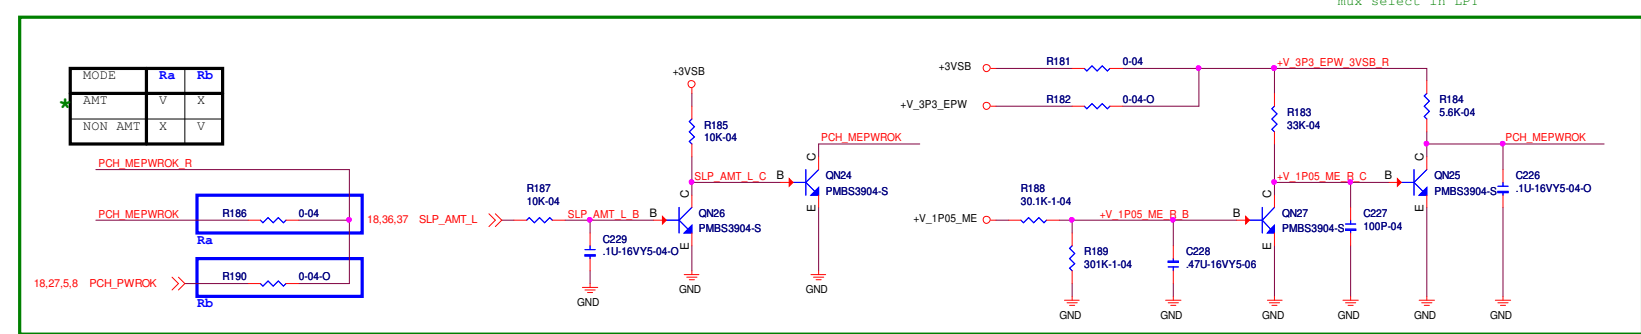 mux select in LPT
MODE Ra Rb
* AMT V X
NON AMT X V
PCH_MEPWROK_R
PCH_MEPWROK
R186 0-04
Ra
R190 0-04-O
Rb
18,27,5,8 PCH_PWROK
18,36,37 SLP_AMT_L
R187
10K-04
SLP_AMT_L_B
C229
.1U-16VY5-04-O
GND
+3VSB
R185
10K-04
SLP_AMT_L_C
B
C
E
QN26
PMBS3904-S
GND
PCH_MEPWROK
B
C
E
QN24
PMBS3904-S
GND
+3VSB
R181 0-04
+V_3P3_EPW
R182 0-04-O
+V_3P3_EPW_3VSB_R
R183
33K-04
R184
5.6K-04
+V_1P05_ME
R188
30.1K-1-04
+V_1P05_ME_R_B
R189
301K-1-04
GND
C228
.47U-16VY5-06
GND
B
C
E
QN27
PMBS3904-S
GND
+V_1P05_ME_R_C
C227
100P-04
GND
B
C
E
QN25
PMBS3904-S
GND
PCH_MEPWROK
C226
.1U-16VY5-04-O
GND